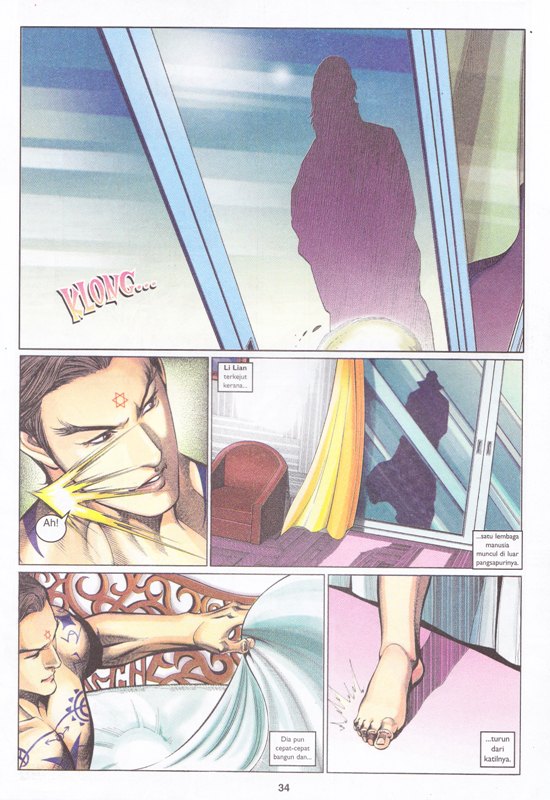 KLONG...
Ah!
Li Lian
terkejut
kerana...
...satu lembaga
manusia
muncul di luar
pangsapurinya.
Dia pun
cepat-cepat
bangun dan...
...turun
dari
katilnya.
34